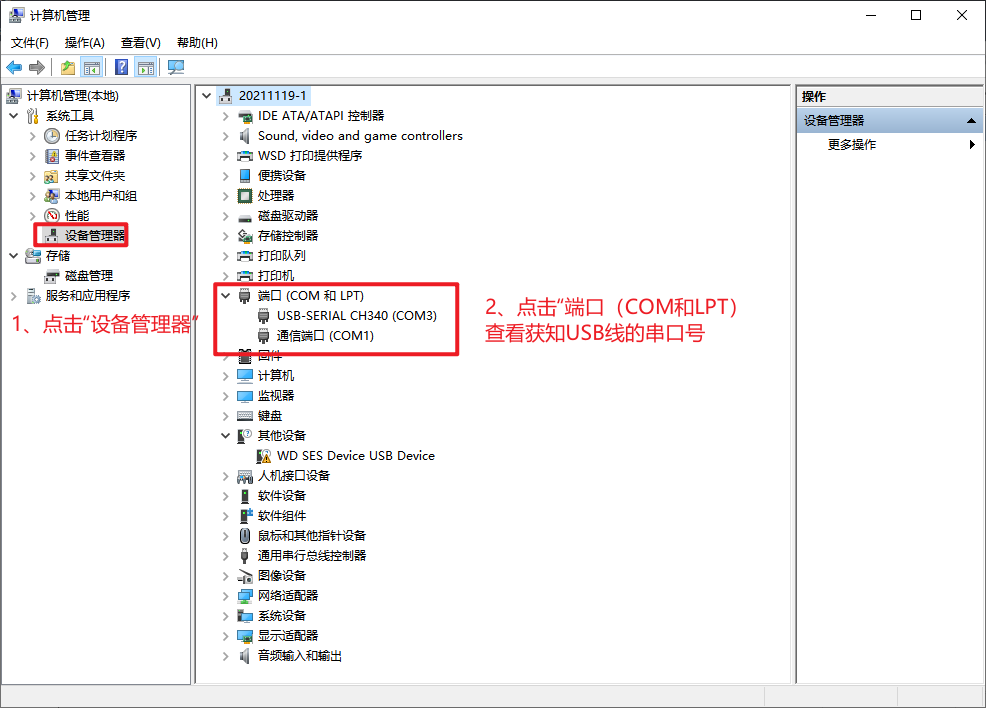 计算机管理
文件(F) 操作(A) 查看(V) 帮助(H)
计算机管理(本地)
系统工具
任务计划程序
事件查看器
共享文件夹
本地用户和组
性能
设备管理器
存储
磁盘管理
服务和应用程序
1、点击“设备管理器”
20211119-1
IDE ATA/ATAPI 控制器
Sound, video and game controllers
WSD 打印提供程序
便携设备
处理器
磁盘驱动器
存储控制器
打印队列
打印机
端口 (COM 和 LPT)
USB-SERIAL CH340 (COM3)
通信端口 (COM1)
固件
计算机
监视器
键盘
其他设备
WD SES Device USB Device
人机接口设备
软件设备
软件组件
鼠标和其他指针设备
通用串行总线控制器
图像设备
网络适配器
系统设备
显示适配器
音频输入和输出
2、点击“端口（COM和LPT）
查看获知USB线的串口号
操作
设备管理器
更多操作